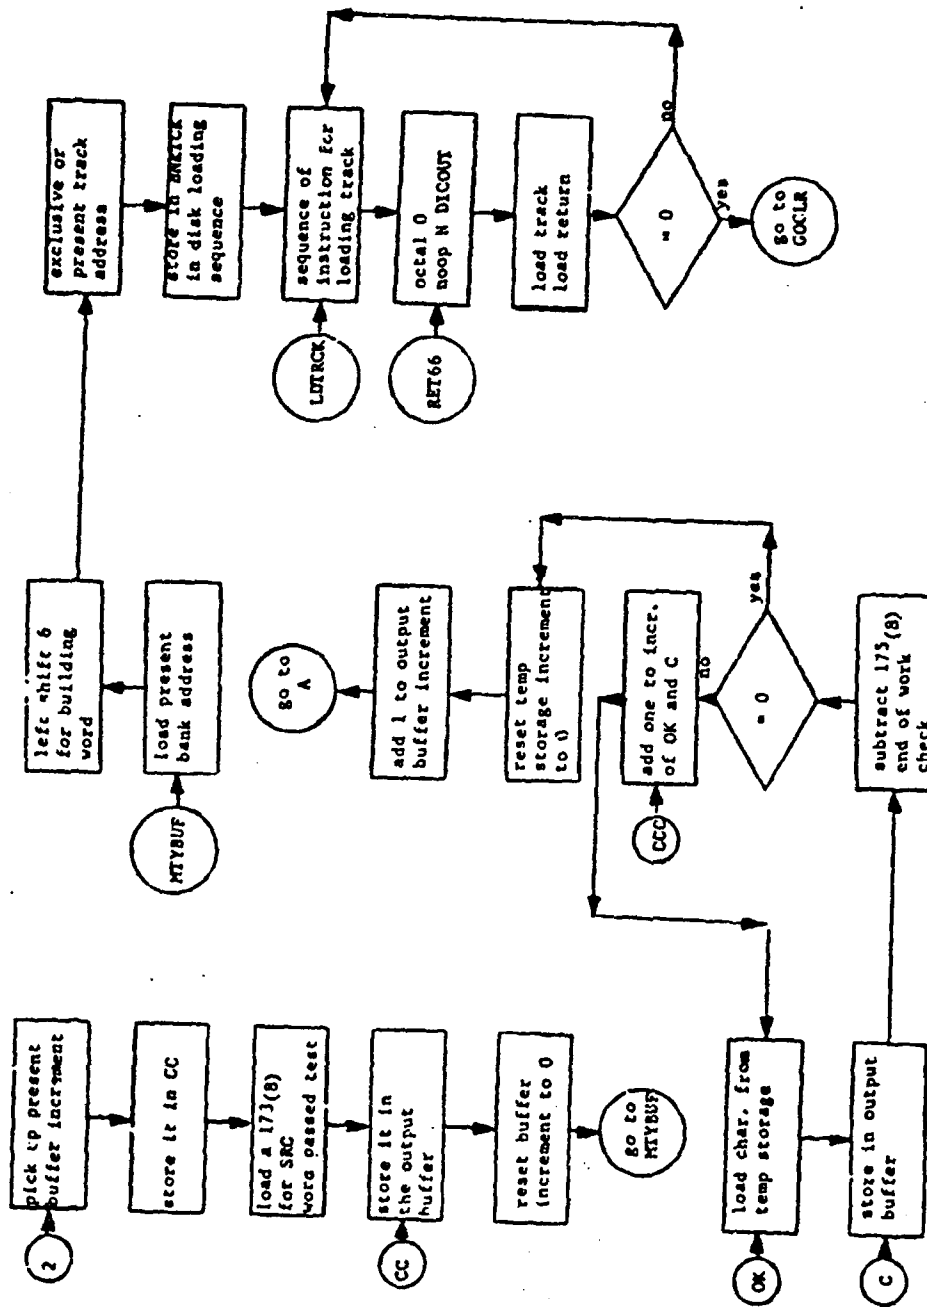 2
pick up present
buffer increment
store it in CC
load a 173(8)
for SRC
word passed test
CC
store it in
the output
buffer
reset buffer
increment to 0
go to
MTYBUF
OK
load char. from
temp storage
C
store in output
buffer
MTYBUF
load present
bank address
left shift 6
for building
word
go to
A
add 1 to output
buffer increment
reset temp
storage increment
to 0
CCC
add one to incr.
of OK and C
no
= 0
yes
subtract 175(8)
end of work
check
exclusive or
present track
address
store in BNKTCK
in disk loading
sequence
LDTRCK
sequence of
instruction for
loading track
RET66
octal 0
noop N DICOUT
load track
load return
= 0
no
yes
go to
GOCLR